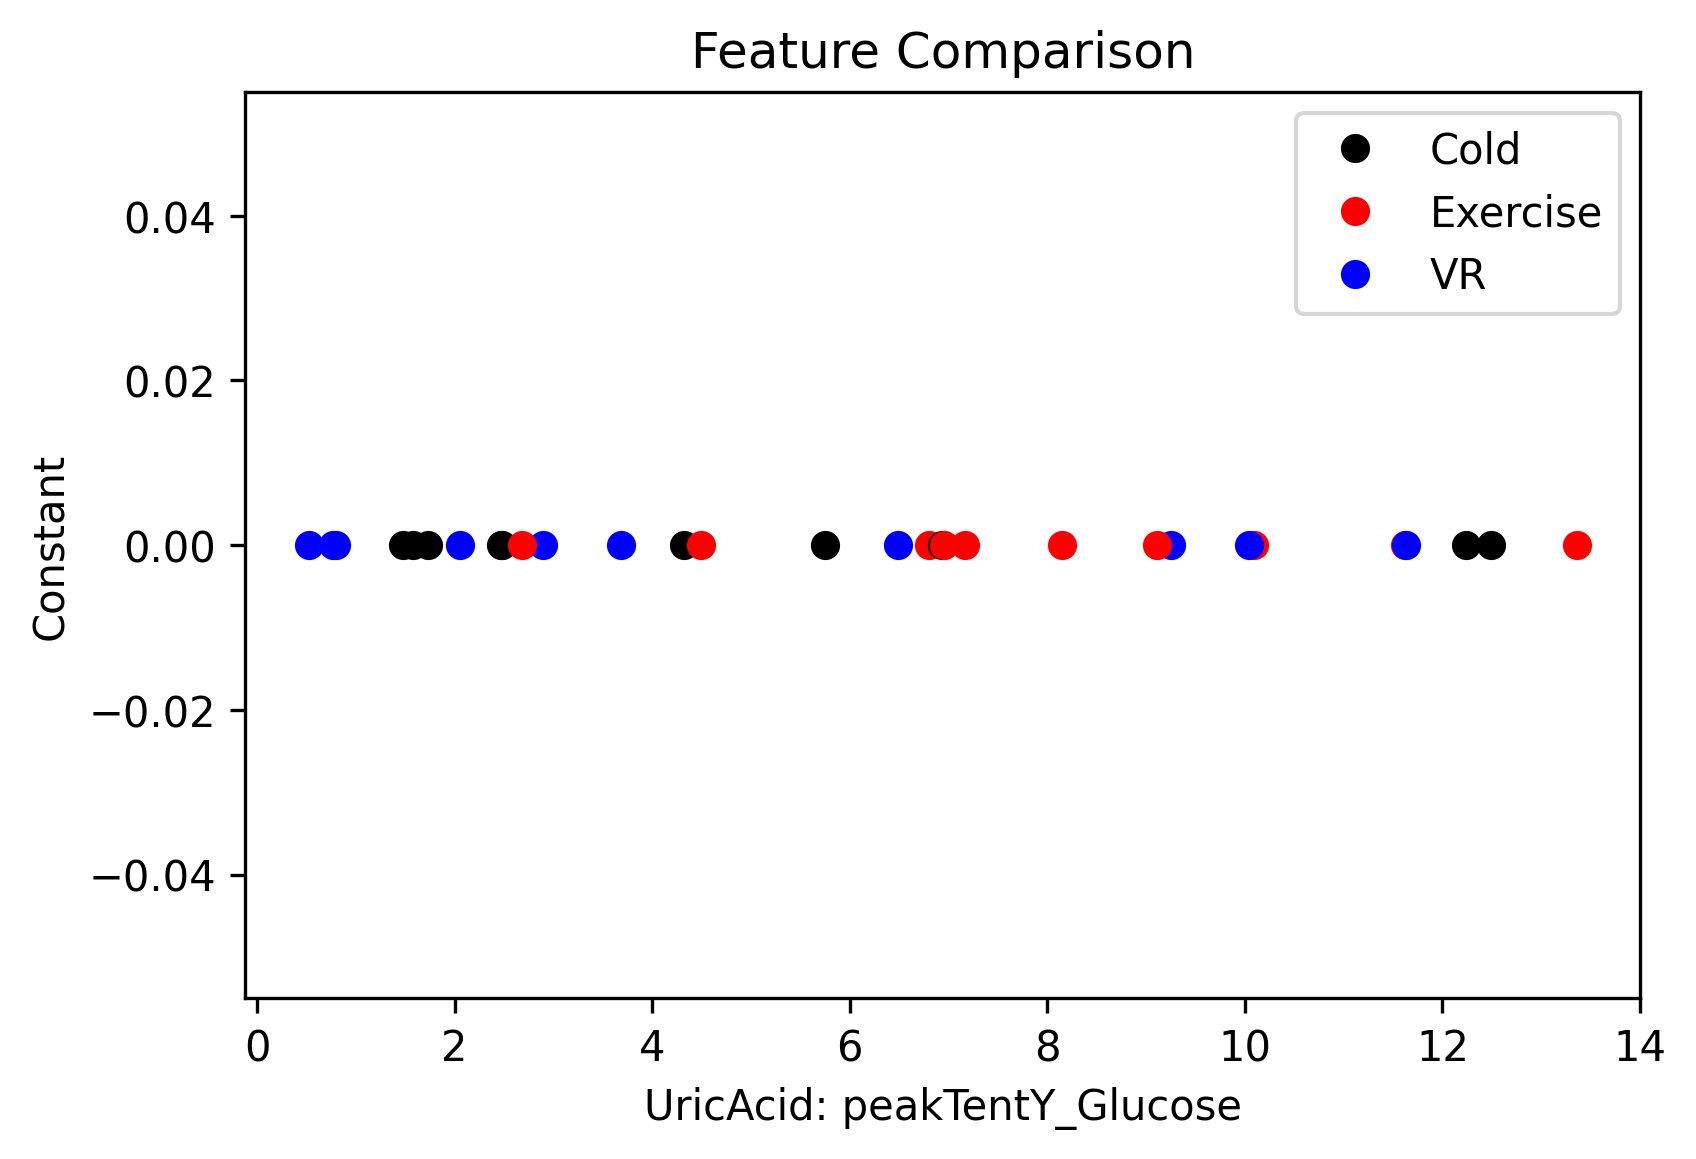 Feature Comparison
Cold
Exercise
VR
0.04
0.02
0.00
−0.02
−0.04
Constant
0 2 4 6 8 10 12 14
UricAcid: peakTentY_Glucose